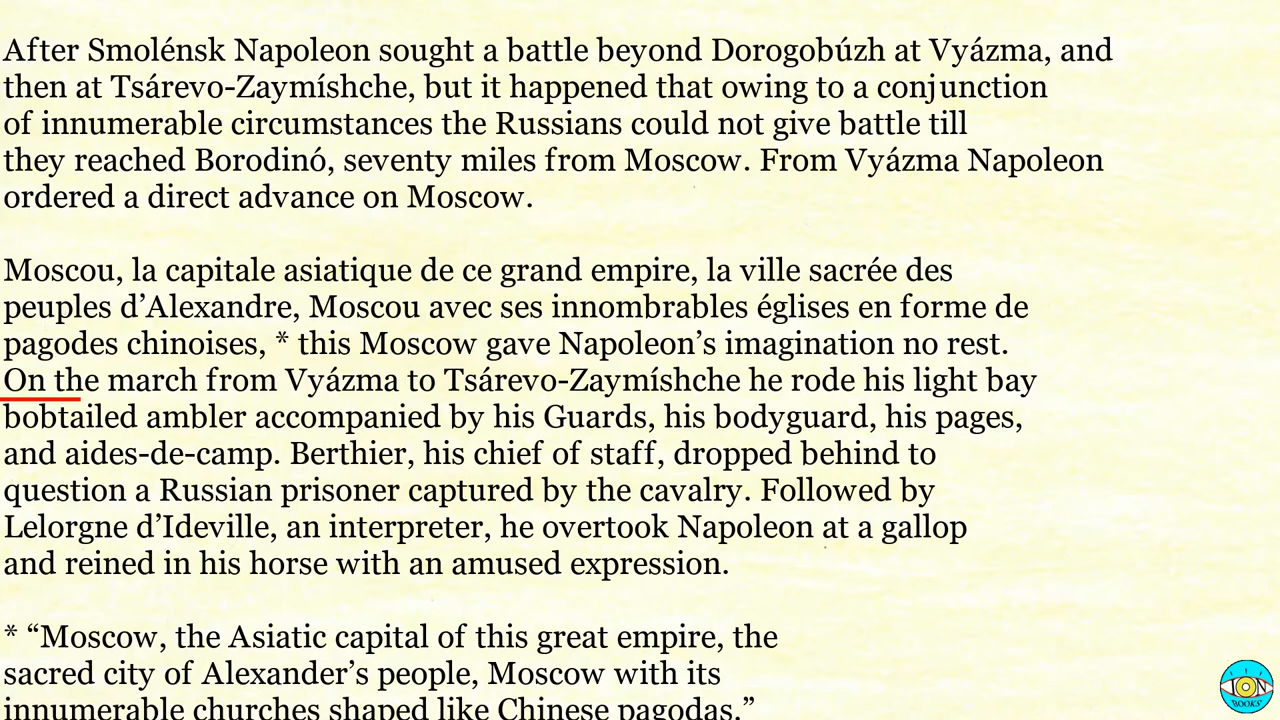 After Smolénsk Napoleon sought a battle beyond Dorogobúzh at Vyázma, and
then at Tsárevo-Zaymíshche, but it happened that owing to a conjunction
of innumerable circumstances the Russians could not give battle till
they reached Borodinó, seventy miles from Moscow. From Vyázma Napoleon
ordered a direct advance on Moscow.
Moscou, la capitale asiatique de ce grand empire, la ville sacrée des
peuples d’Alexandre, Moscou avec ses innombrables églises en forme de
pagodes chinoises, * this Moscow gave Napoleon’s imagination no rest.
On the march from Vyázma to Tsárevo-Zaymíshche he rode his light bay
bobtailed ambler accompanied by his Guards, his bodyguard, his pages,
and aides-de-camp. Berthier, his chief of staff, dropped behind to
question a Russian prisoner captured by the cavalry. Followed by
Lelorgne d’Ideville, an interpreter, he overtook Napoleon at a gallop
and reined in his horse with an amused expression.
* “Moscow, the Asiatic capital of this great empire, the
sacred city of Alexander’s people, Moscow with its
innumerable churches shaped like Chinese pagodas.”
ION
BOOKS